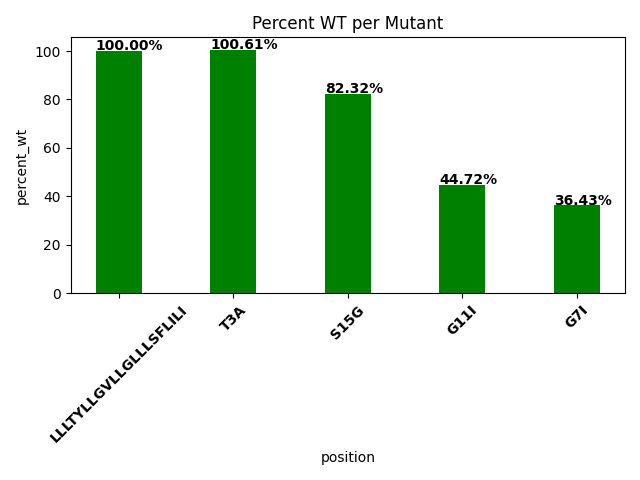 Percent WT per Mutant
100.00%
100.61%
82.32%
44.72%
36.43%
percent_wt
100
80
60
40
20
0
LLLTYLLGVLLGLLLSFLILI
T3A
S15G
G11I
G7I
position